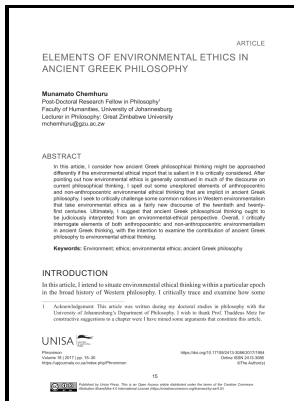 ARTICLE
ELEMENTS OF ENVIRONMENTAL ETHICS IN
ANCIENT GREEK PHILOSOPHY
Munamato Chemhuru
Post-Doctoral Research Fellow in Philosophy¹
Faculty of Humanities, University of Johannesburg
Lecturer in Philosophy: Great Zimbabwe University
mchemhuru@gzu.ac.zw
ABSTRACT
In this article, I consider how ancient Greek philosophical thinking might be approached
differently if the environmental import that is salient in it is critically considered. After
pointing out how environmental ethics is generally construed in much of the discourse on
current philosophical thinking, I spell out some unexplored elements of anthropocentric
and non-anthropocentric environmental thinking that are implicit in ancient Greek
philosophy. I seek to critically challenge some common notions in Western environmentalism
that take environmental ethics as a fairly new discourse of the twentieth and twenty-
first centuries. Ultimately, I suggest that ancient Greek philosophical thinking ought to
be judiciously interpreted from an environmental-ethical perspective. Overall, I critically
interrogate elements of both anthropocentric and non-anthropocentric environmentalism
in ancient Greek thinking, with the intention to examine the contribution of ancient Greek
philosophy to environmental ethical thinking.
Keywords: Environment; ethics; environmental ethics; ancient philosophy
INTRODUCTION
In this article, I intend to situate environmental ethical thinking within a particular epoch
in the broad history of Western philosophy. I critically trace and examine how some
1 Acknowledgement: This article was written during my doctoral studies in philosophy with the
University of Johannesburg's Department of Philosophy. I wish to thank Prof. Thaddeus Metz for
constructive suggestions to a chapter were I have mined some arguments that constitute this article.
UNISA
Phronimon
Volume 18 | 2017 | pp. 15–30
https://upjournals.co.za/index.php/Phronimon
https://doi.org/10.17159/2413-3086/2017/1954
Online ISSN 2413-3086
©The Author(s)
15
Published by Unisa Press. This is an Open Access article distributed under the terms of the Creative Commons
Attribution-ShareAlike 4.0 International License (https://creativecommons.org/licenses/by-sa/4.0/)